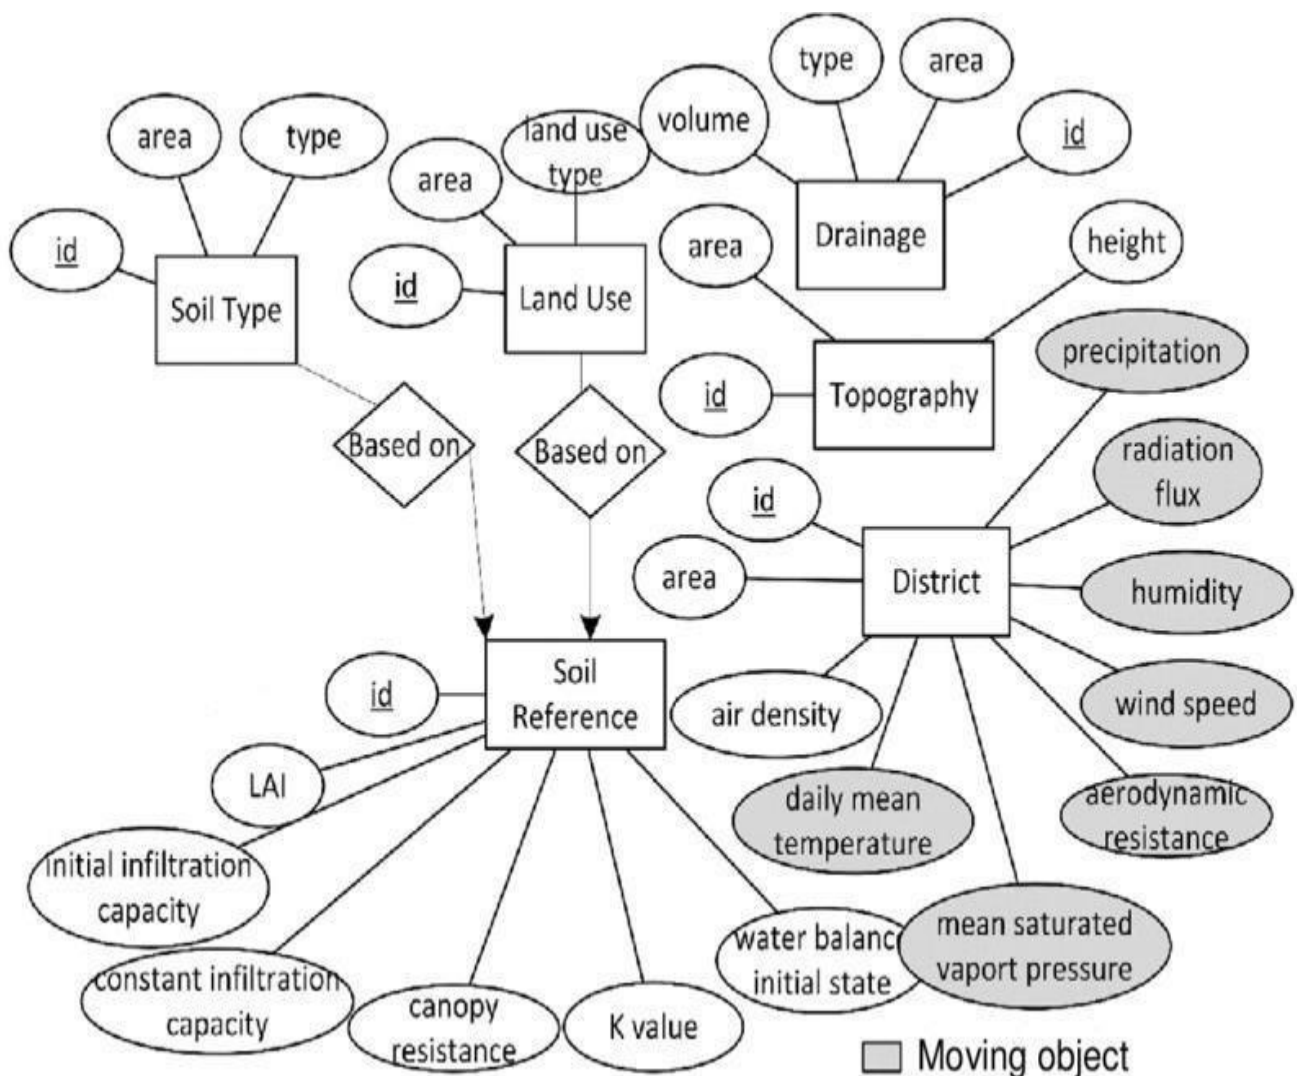 type
area
volume
id
Drainage
area
type
id
Soil Type
land use
type
area
id
Land Use
area
height
id
Topography
precipitation
radiation
flux
humidity
wind speed
aerodynamic
resistance
id
area
District
air density
daily mean
temperature
mean saturated
vaport pressure
Based on
Based on
Soil
Reference
id
LAI
initial infiltration
capacity
constant infiltration
capacity
canopy
resistance
K value
water balanc
initial state
Moving object